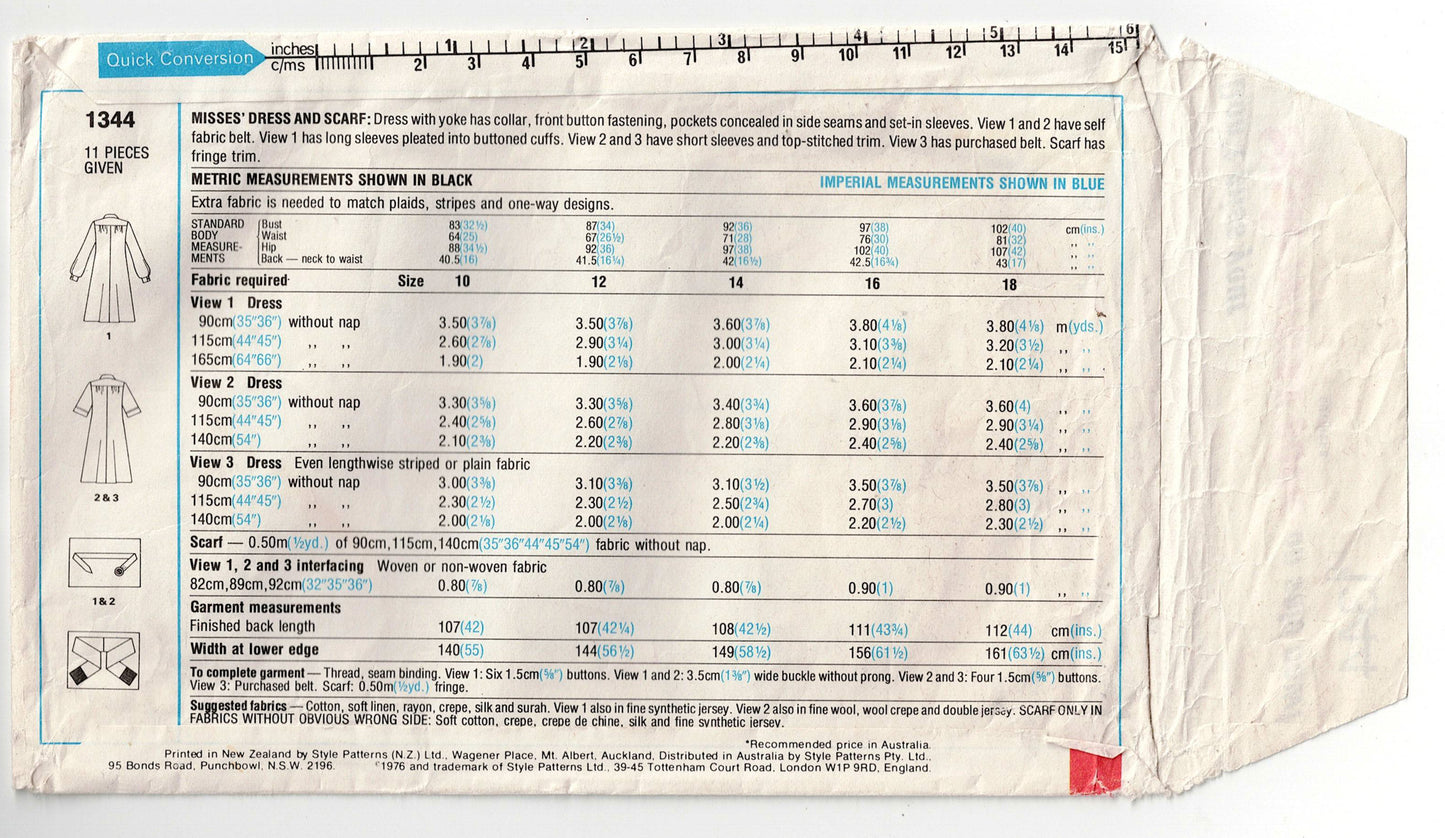 Quick Conversion
inches 1 2 3 4 5 6
c/ms 2 3 4 5 6 7 8 9 10 11 12 13 14 15
1344
11 PIECES
GIVEN
1
2 & 3
1 & 2
MISSES' DRESS AND SCARF: Dress with yoke has collar, front button fastening, pockets concealed in side seams and set-in sleeves. View 1 and 2 have self
fabric belt. View 1 has long sleeves pleated into buttoned cuffs. View 2 and 3 have short sleeves and top-stitched trim. View 3 has purchased belt. Scarf has
fringe trim.
METRIC MEASUREMENTS SHOWN IN BLACK IMPERIAL MEASUREMENTS SHOWN IN BLUE
Extra fabric is needed to match plaids, stripes and one-way designs.
STANDARD Bust 83(32½) 87(34) 92(36) 97(38) 102(40) cm(ins.)
BODY Waist 64(25) 67(26½) 71(28) 76(30) 81(32) ,, ,,
MEASURE- Hip 88(34½) 92(36) 97(38) 102(40) 107(42) ,, ,,
MENTS Back — neck to waist 40.5(16) 41.5(16¼) 42(16½) 42.5(16¾) 43(17) ,, ,,
Fabric required Size 10 12 14 16 18
View 1 Dress
90cm(35"36") without nap 3.50(3⅞) 3.50(3⅞) 3.60(3⅞) 3.80(4⅛) 3.80(4⅛) m(yds.)
115cm(44"45") ,, ,, 2.60(2⅞) 2.90(3¼) 3.00(3¼) 3.10(3⅜) 3.20(3½) ,, ,,
165cm(64"66") ,, ,, 1.90(2) 1.90(2⅛) 2.00(2¼) 2.10(2¼) 2.10(2¼) ,, ,,
View 2 Dress
90cm(35"36") without nap 3.30(3⅝) 3.30(3⅝) 3.40(3¾) 3.60(3⅞) 3.60(4) ,, ,,
115cm(44"45") ,, ,, 2.40(2⅝) 2.60(2⅞) 2.80(3⅛) 2.90(3⅛) 2.90(3¼) ,, ,,
140cm(54") ,, ,, 2.10(2⅜) 2.20(2⅜) 2.20(2⅜) 2.40(2⅝) 2.40(2⅝) ,, ,,
View 3 Dress Even lengthwise striped or plain fabric
90cm(35"36") without nap 3.00(3⅜) 3.10(3⅜) 3.10(3½) 3.50(3⅞) 3.50(3⅞) ,, ,,
115cm(44"45") ,, ,, 2.30(2½) 2.30(2½) 2.50(2¾) 2.70(3) 2.80(3) ,, ,,
140cm(54") ,, ,, 2.00(2⅛) 2.00(2⅛) 2.00(2¼) 2.20(2½) 2.30(2½) ,, ,,
Scarf — 0.50m(½yd.) of 90cm,115cm,140cm(35"36"44"45"54") fabric without nap.
View 1, 2 and 3 interfacing Woven or non-woven fabric
82cm,89cm,92cm(32"35"36") 0.80(⅞) 0.80(⅞) 0.80(⅞) 0.90(1) 0.90(1) ,, ,,
Garment measurements
Finished back length 107(42) 107(42¼) 108(42½) 111(43¾) 112(44) cm(ins.)
Width at lower edge 140(55) 144(56½) 149(58½) 156(61½) 161(63½) cm(ins.)
To complete garment — Thread, seam binding. View 1: Six 1.5cm(⅝") buttons. View 1 and 2: 3.5cm(1⅜") wide buckle without prong. View 2 and 3: Four 1.5cm(⅝") buttons.
View 3: Purchased belt. Scarf: 0.50m(½yd.) fringe.
Suggested fabrics — Cotton, soft linen, rayon, crepe, silk and surah. View 1 also in fine synthetic jersey. View 2 also in fine wool, wool crepe and double jersey. SCARF ONLY IN
FABRICS WITHOUT OBVIOUS WRONG SIDE: Soft cotton, crepe, crepe de chine, silk and fine synthetic jersey.
*Recommended price in Australia.
Printed in New Zealand by Style Patterns (N.Z.) Ltd., Wagener Place, Mt. Albert, Auckland, Distributed in Australia by Style Patterns Pty. Ltd.,
95 Bonds Road, Punchbowl, N.S.W. 2196. ©1976 and trademark of Style Patterns Ltd., 39-45 Tottenham Court Road, London W1P 9RD, England.